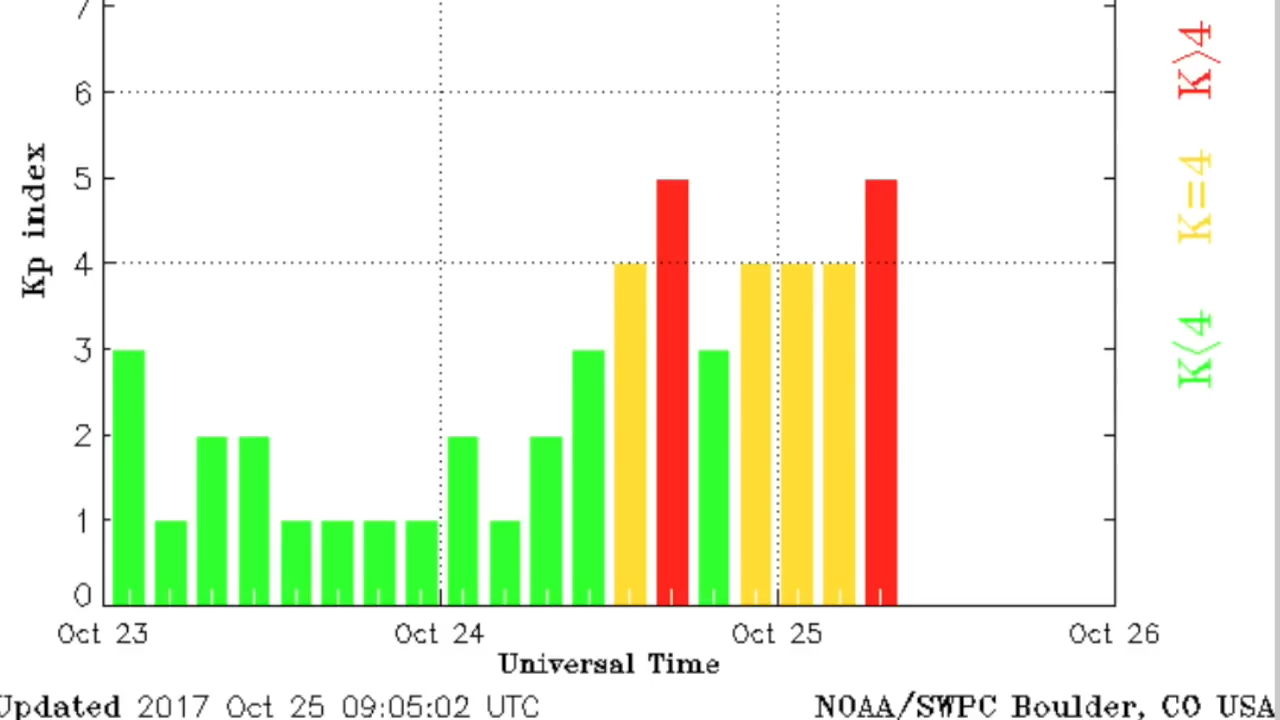 7
6
5
4
3
2
1
0
Kp index
Oct 23 Oct 24 Oct 25 Oct 26
Universal Time
Updated 2017 Oct 25 09:05:02 UTC
NOAA/SWPC Boulder, CO USA
K>4
K=4
K<4